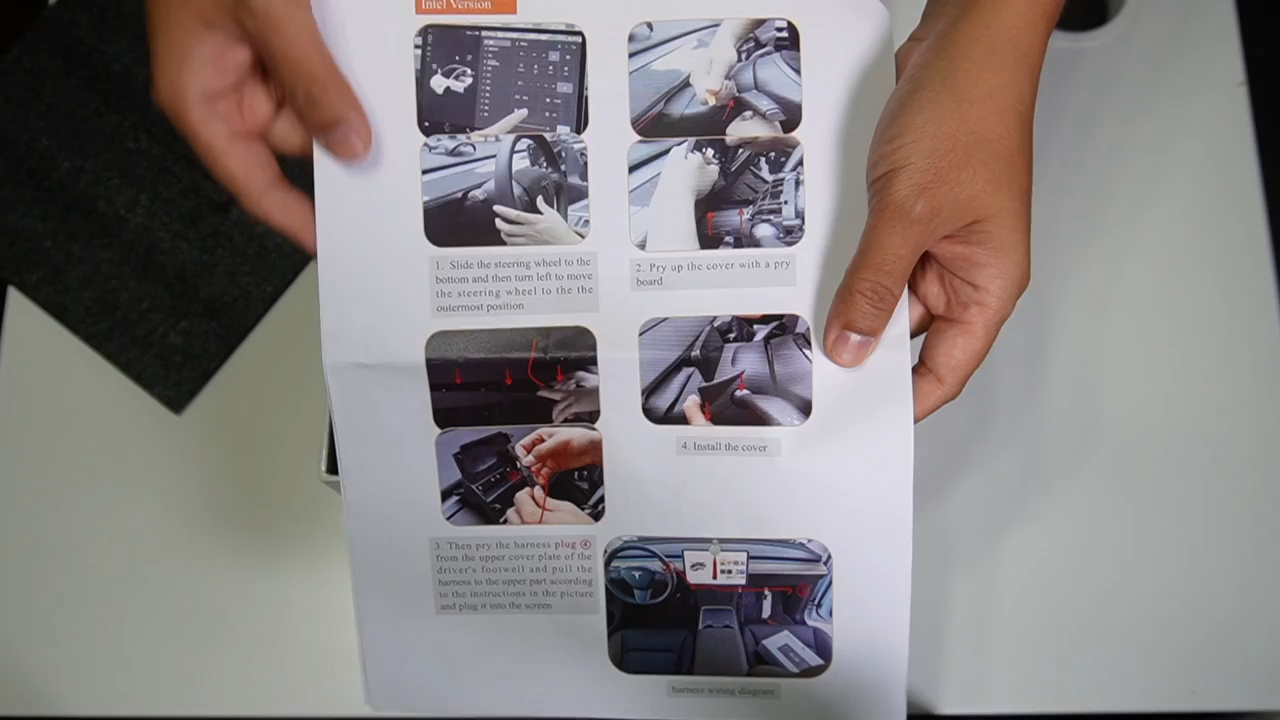 Intel Version
1. Slide the steering wheel to the
bottom and then turn left to move
the steering wheel to the the
outermost position
2. Pry up the cover with a pry
board
3. Then pry the harness plug Ⓐ
from the upper cover plate of the
driver's footwell and pull the
harness to the upper part according
to the instructions in the picture
and plug it into the screen
4. Install the cover
harness wiring diagram